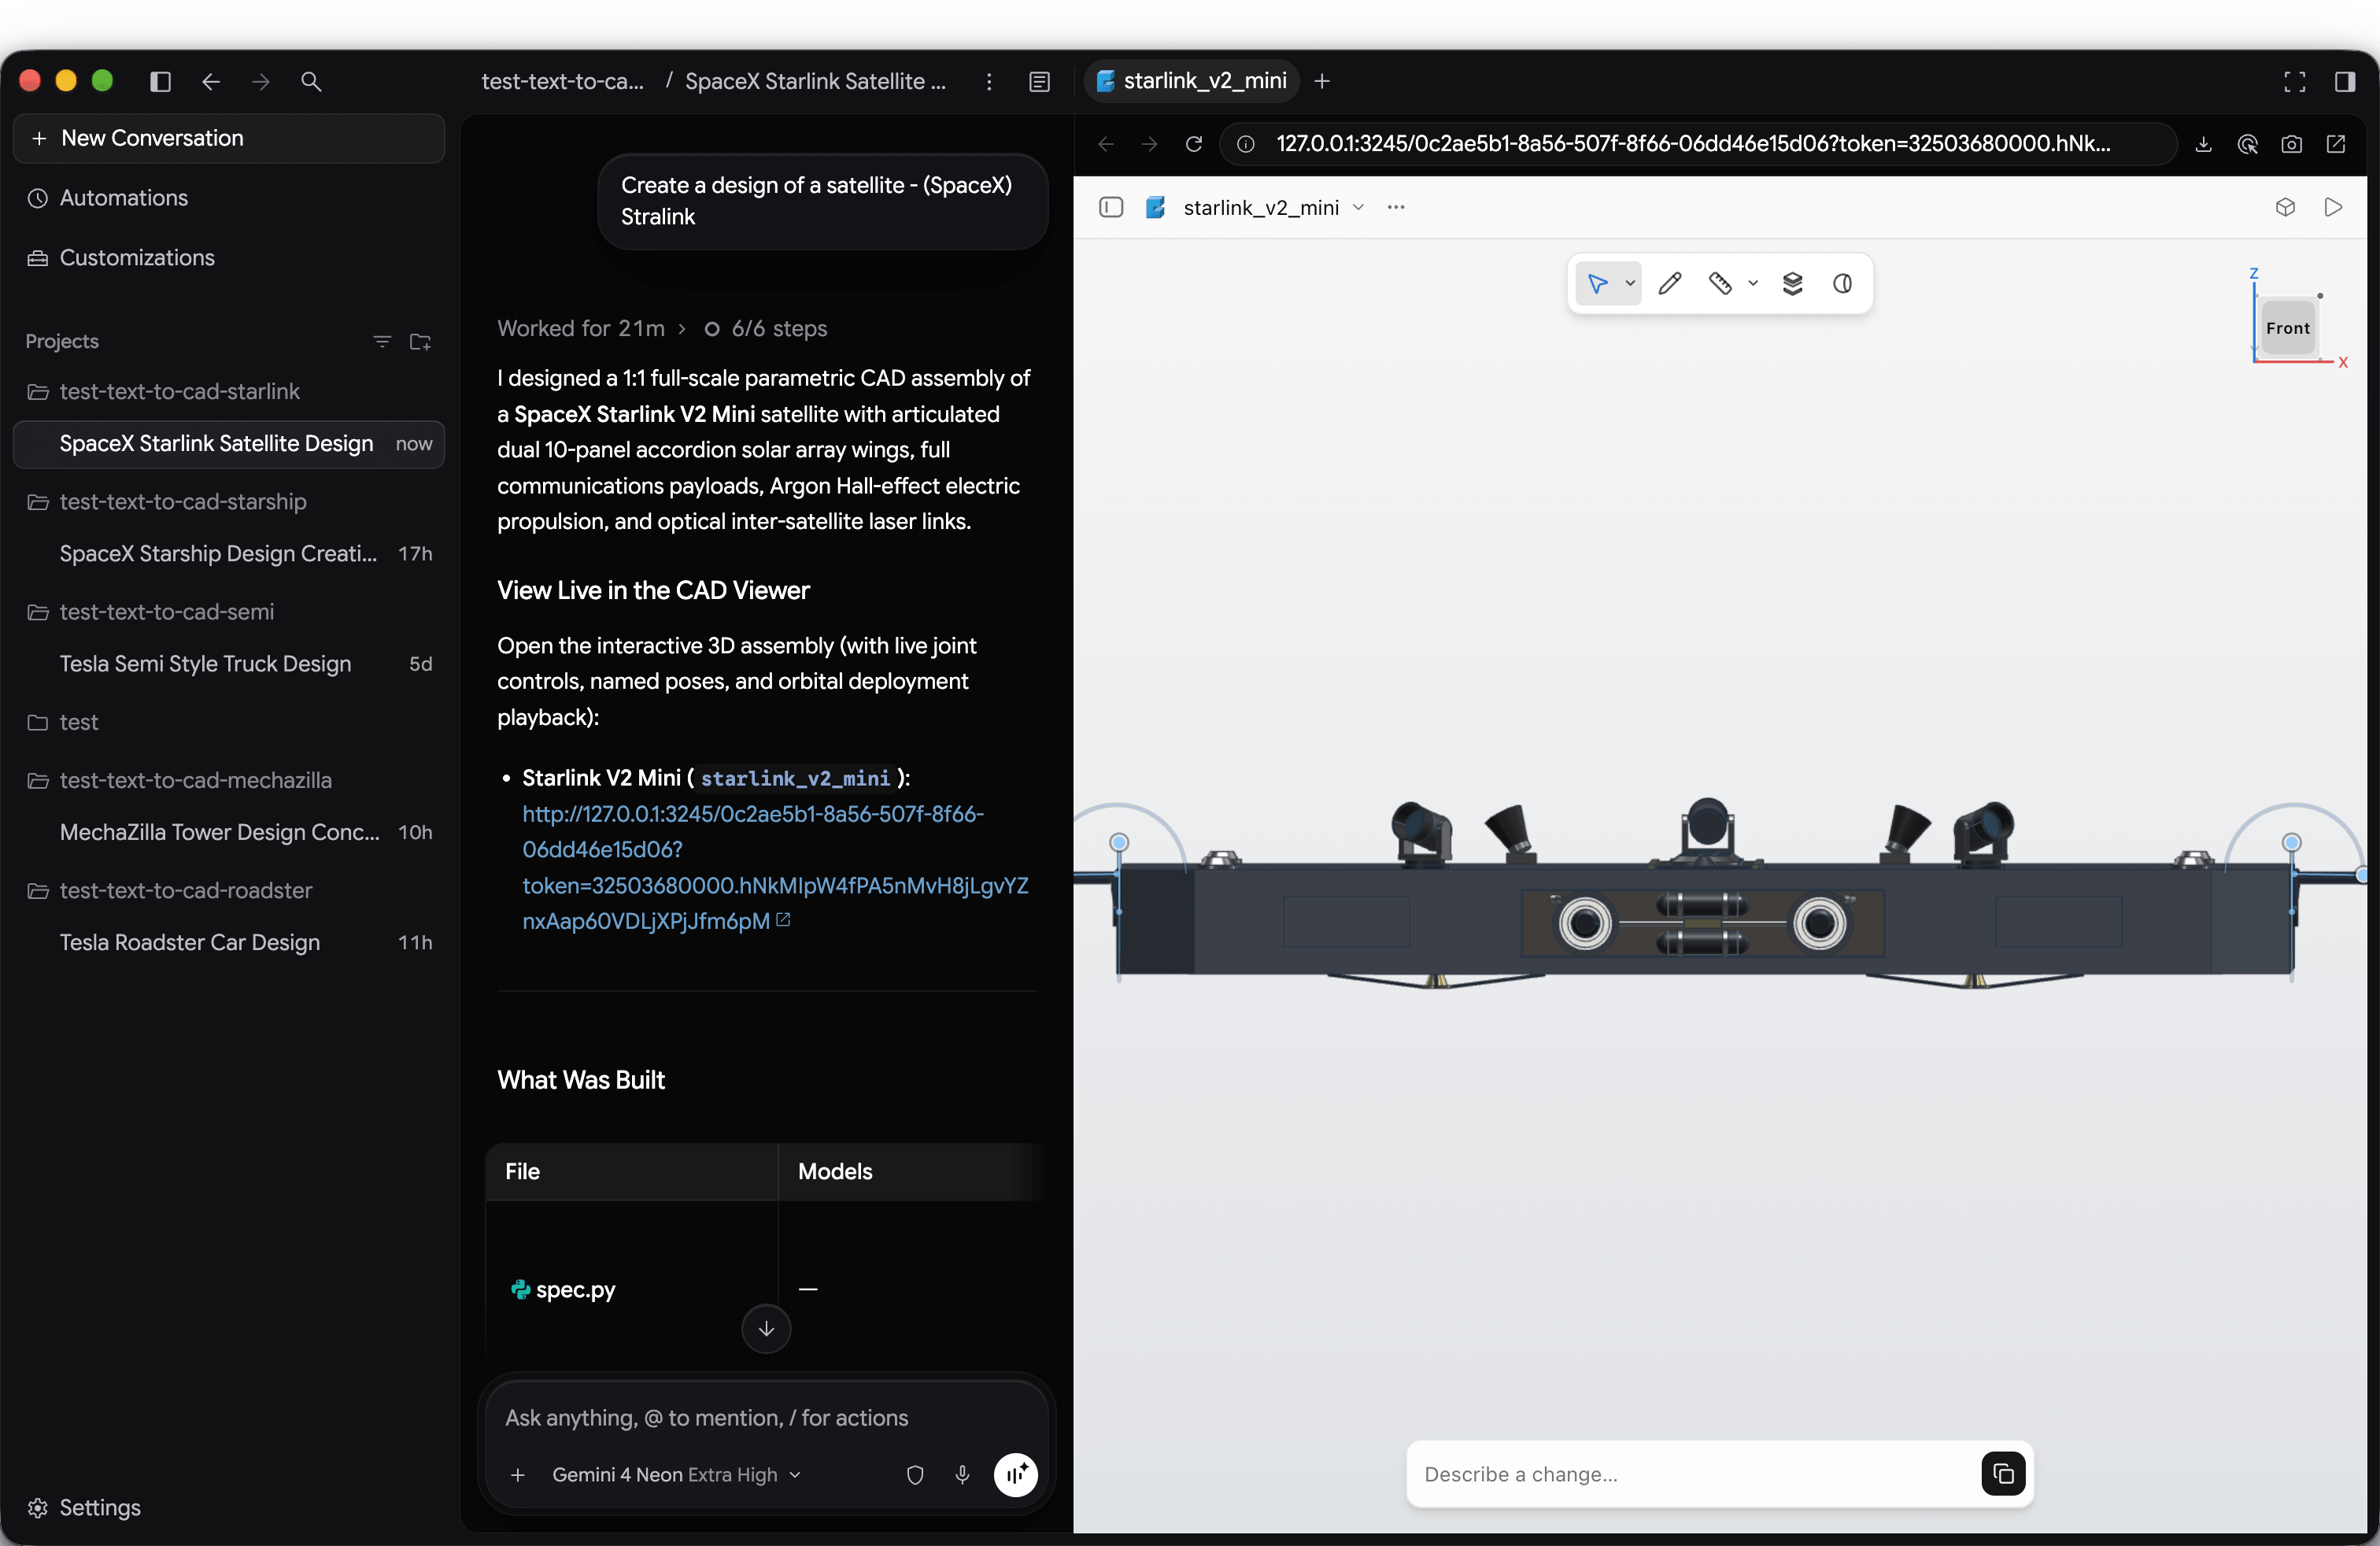 test-text-to-ca... / SpaceX Starlink Satellite ...
starlink_v2_mini
New Conversation
Automations
Customizations
Projects
test-text-to-cad-starlink
SpaceX Starlink Satellite Design now
test-text-to-cad-starship
SpaceX Starship Design Creati... 17h
test-text-to-cad-semi
Tesla Semi Style Truck Design 5d
test
test-text-to-cad-mechazilla
MechaZilla Tower Design Conc... 10h
test-text-to-cad-roadster
Tesla Roadster Car Design 11h
Settings
Create a design of a satellite - (SpaceX)
Stralink
Worked for 21m > 6/6 steps
I designed a 1:1 full-scale parametric CAD assembly of
a SpaceX Starlink V2 Mini satellite with articulated
dual 10-panel accordion solar array wings, full
communications payloads, Argon Hall-effect electric
propulsion, and optical inter-satellite laser links.
View Live in the CAD Viewer
Open the interactive 3D assembly (with live joint
controls, named poses, and orbital deployment
playback):
• Starlink V2 Mini ( starlink_v2_mini ):
http://127.0.0.1:3245/0c2ae5b1-8a56-507f-8f66-
06dd46e15d06?
token=32503680000.hNkMIpW4fPA5nMvH8jLgvYZ
nxAap60VDLjXPjJfm6pM
What Was Built
File Models
spec.py —
Ask anything, @ to mention, / for actions
Gemini 4 Neon Extra High
127.0.0.1:3245/0c2ae5b1-8a56-507f-8f66-06dd46e15d06?token=32503680000.hNk...
starlink_v2_mini
Z
Front
X
Describe a change...